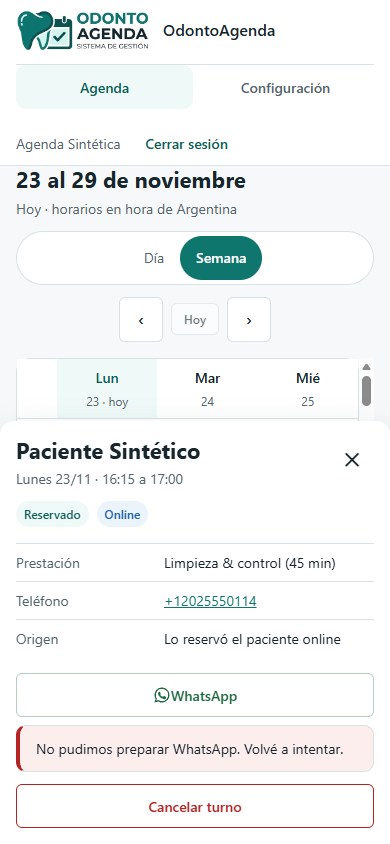 ODONTO
AGENDA
SISTEMA DE GESTIÓN
OdontoAgenda
Agenda
Configuración
Agenda Sintética
Cerrar sesión
23 al 29 de noviembre
Hoy · horarios en hora de Argentina
Día
Semana
‹
Hoy
›
Lun
Mar
Mié
23 · hoy
24
25
Paciente Sintético
Lunes 23/11 · 16:15 a 17:00
Reservado
Online
Prestación
Limpieza & control (45 min)
Teléfono
+12025550114
Origen
Lo reservó el paciente online
WhatsApp
No pudimos preparar WhatsApp. Volvé a intentar.
Cancelar turno